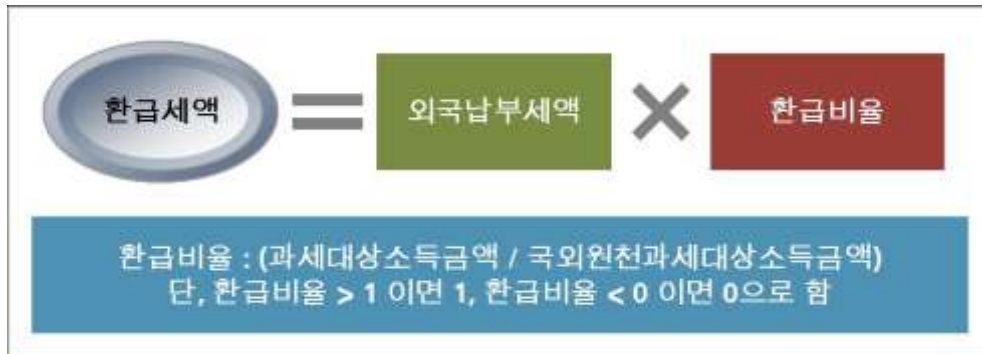 환급세액 = 외국납부세액 × 환급비율
환급비율 : (과세대상소득금액 / 국외원천과세대상소득금액)
단, 환급비율 > 1 이면 1, 환급비율 < 0 이면 0으로 함